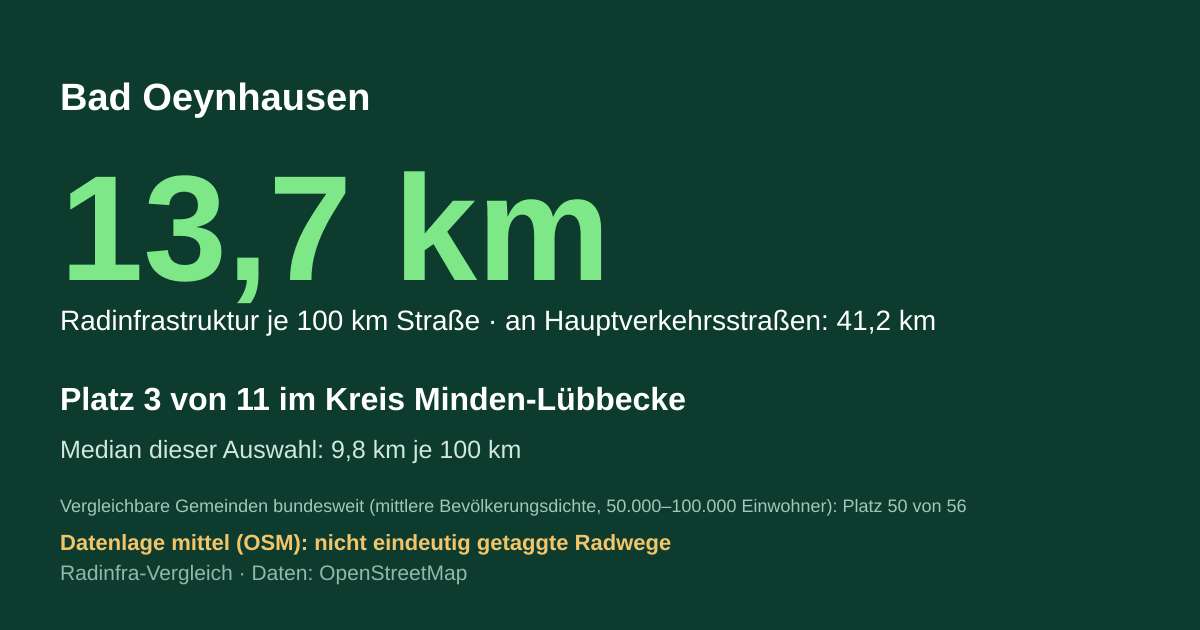 Bad Oeynhausen
13,7 km
Radinfrastruktur je 100 km Straße · an Hauptverkehrsstraßen: 41,2 km
Platz 3 von 11 im Kreis Minden-Lübbecke
Median dieser Auswahl: 9,8 km je 100 km
Vergleichbare Gemeinden bundesweit (mittlere Bevölkerungsdichte, 50.000–100.000 Einwohner): Platz 50 von 56
Datenlage mittel (OSM): nicht eindeutig getaggte Radwege
Radinfra-Vergleich · Daten: OpenStreetMap